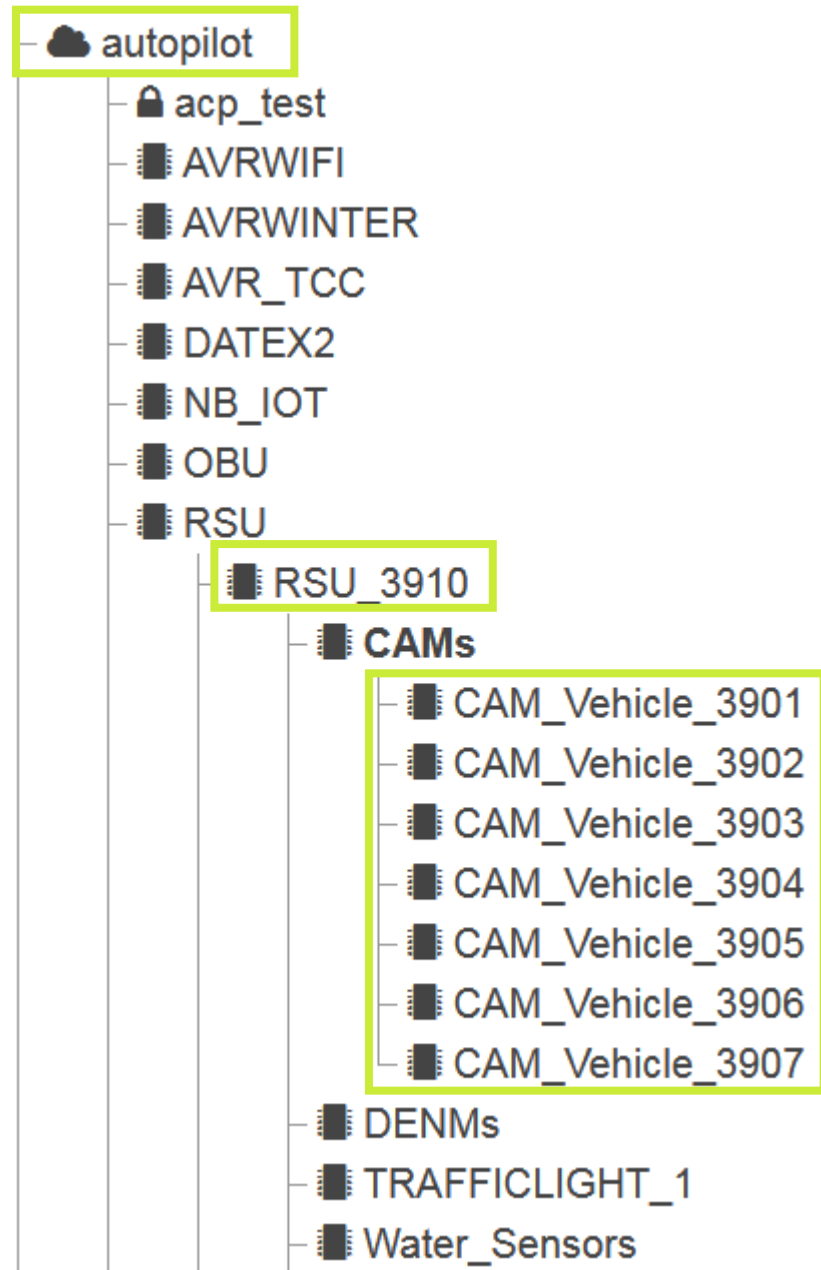 autopilot
acp_test
AVRWIFI
AVRWINTER
AVR_TCC
DATEX2
NB_IOT
OBU
RSU
RSU_3910
CAMs
CAM_Vehicle_3901
CAM_Vehicle_3902
CAM_Vehicle_3903
CAM_Vehicle_3904
CAM_Vehicle_3905
CAM_Vehicle_3906
CAM_Vehicle_3907
DENMs
TRAFFICLIGHT_1
Water_Sensors